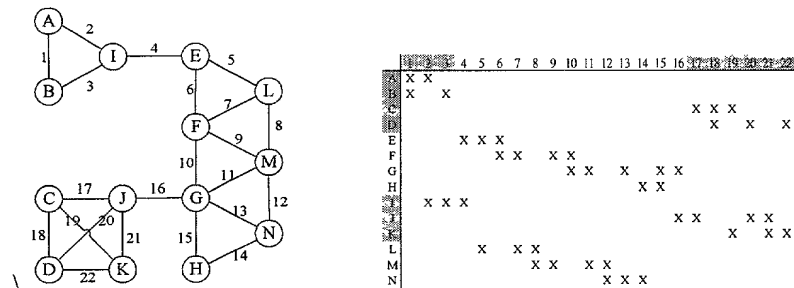 A
2
1
I
4
E
5
3
B
6
7
L
F
9
8
10
11
M
C
17
J
16
G
12
18
19
20
13
21
15
N
D
22
K
H
14
1 2 3 4 5 6 7 8 9 10 11 12 13 14 15 16 17 18 19 20 21 22
A X X
B X X
C X X X
D X X X
E X X X
F X X X X
G X X X X X
H X X
I X X X
J X X X X
K X X X
L X X X
M X X X X
N X X X